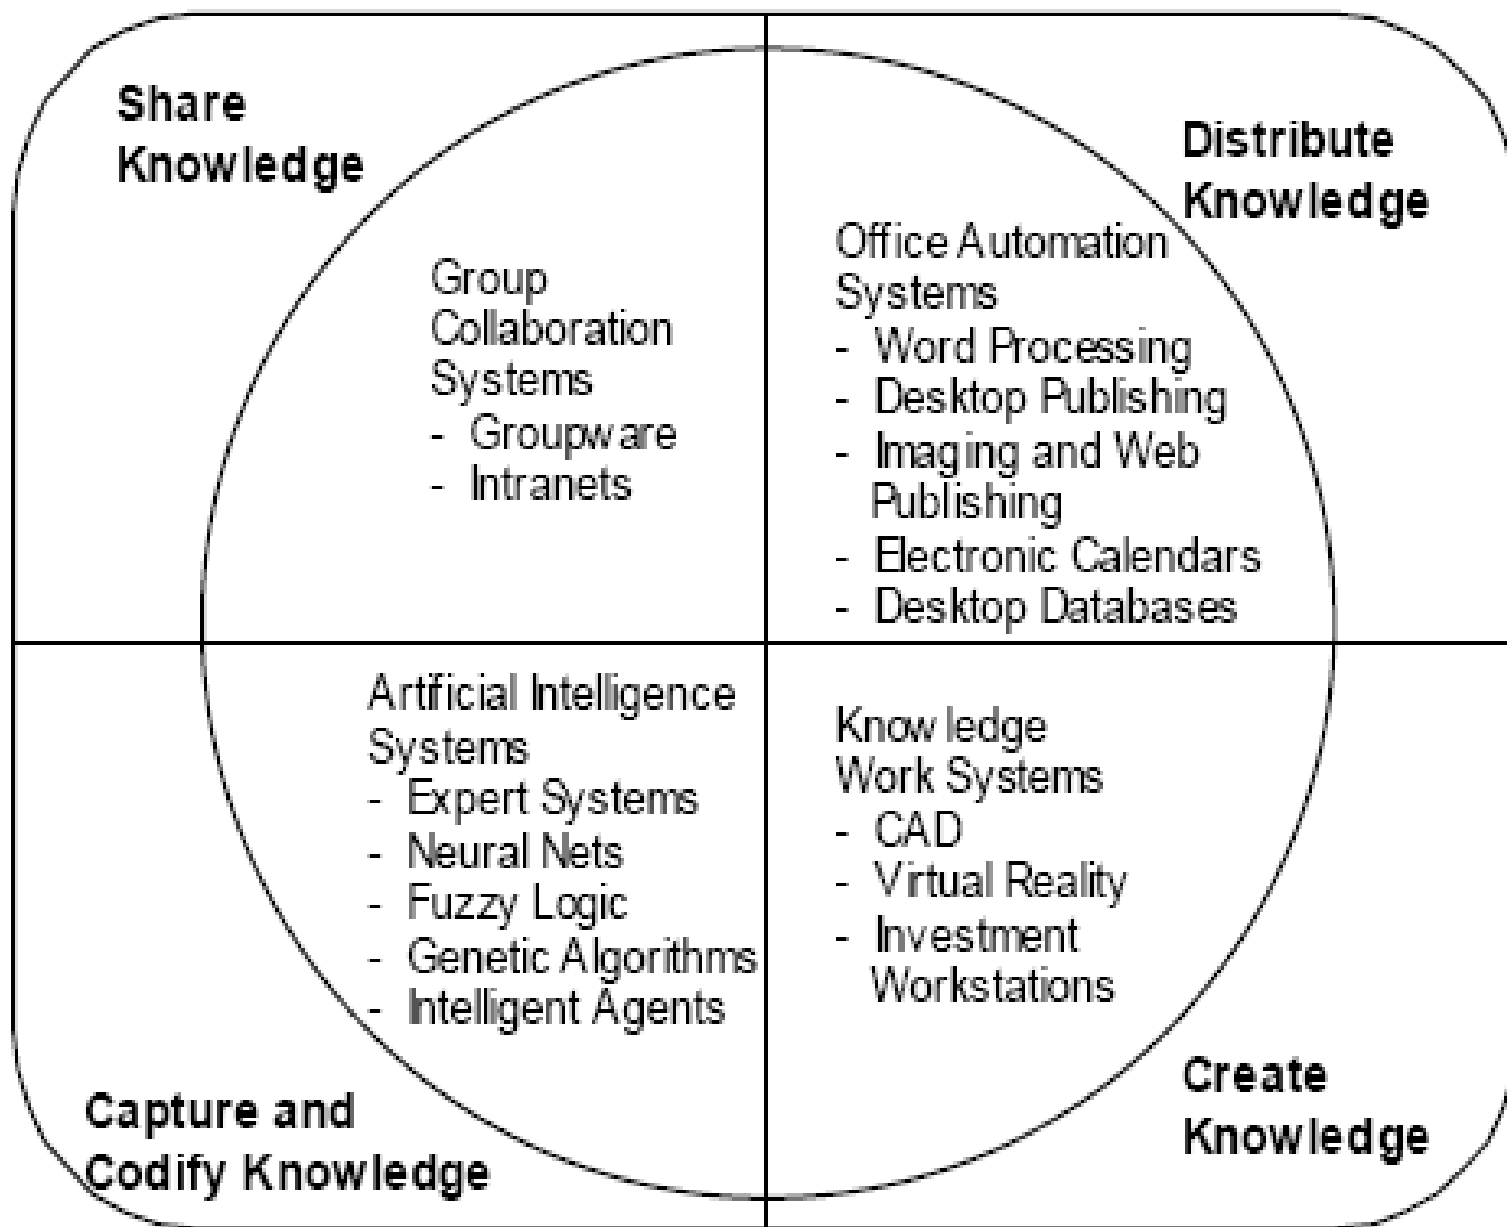 Share
Knowledge
Group
Collaboration
Systems
- Groupware
- Intranets
Distribute
Knowledge
Office Automation
Systems
- Word Processing
- Desktop Publishing
- Imaging and Web
Publishing
- Electronic Calendars
- Desktop Databases
Artificial Intelligence
Systems
- Expert Systems
- Neural Nets
- Fuzzy Logic
- Genetic Algorithms
- Intelligent Agents
Capture and
Codify Knowledge
Knowledge
Work Systems
- CAD
- Virtual Reality
- Investment
Workstations
Create
Knowledge